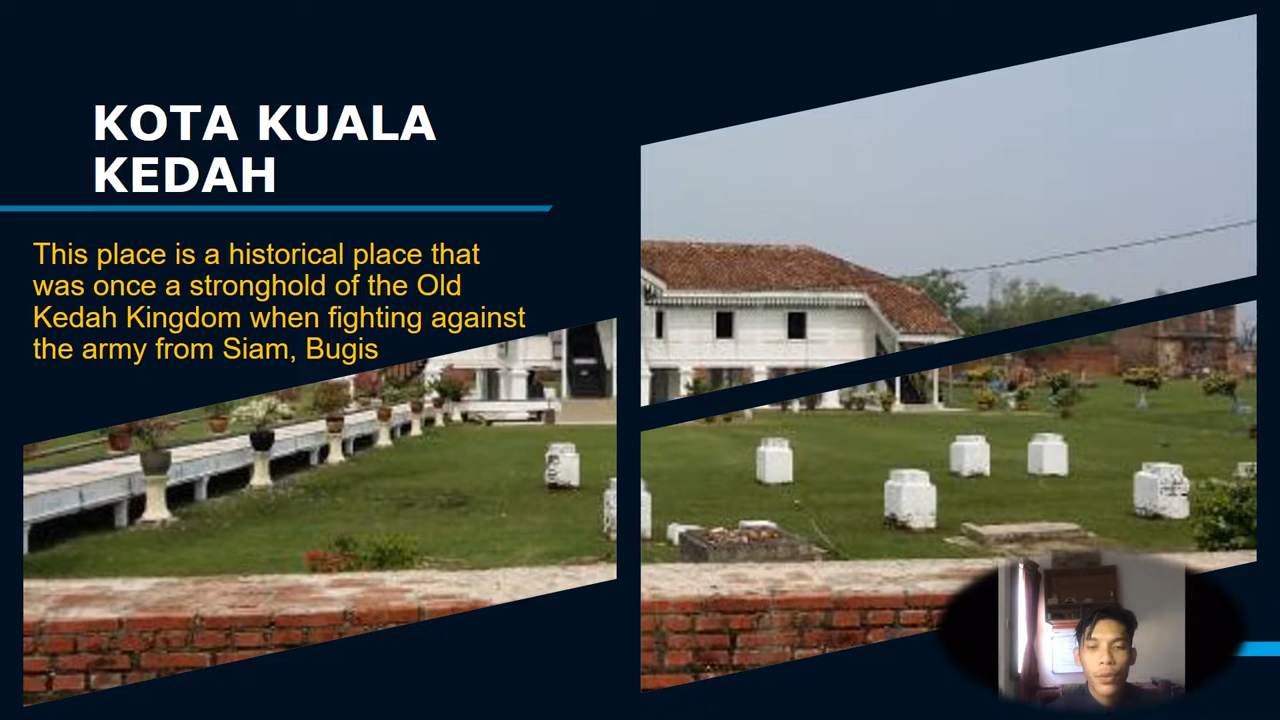 KOTA KUALA
KEDAH
This place is a historical place that
was once a stronghold of the Old
Kedah Kingdom when fighting against
the army from Siam, Bugis